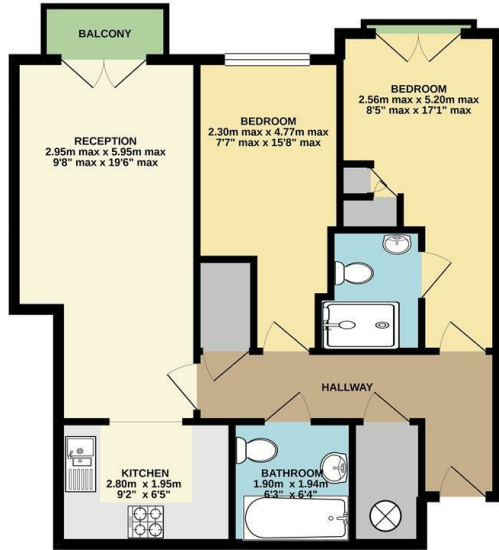 BALCONY
RECEPTION
2.95m max x 5.95m max
9'8" max x 19'6" max
BEDROOM
2.30m max x 4.77m max
7'7" max x 15'8" max
BEDROOM
2.56m max x 5.20m max
8'5" max x 17'1" max
HALLWAY
KITCHEN
2.80m x 1.95m
9'2" x 6'5"
BATHROOM
1.90m x 1.94m
6'3" x 6'4"